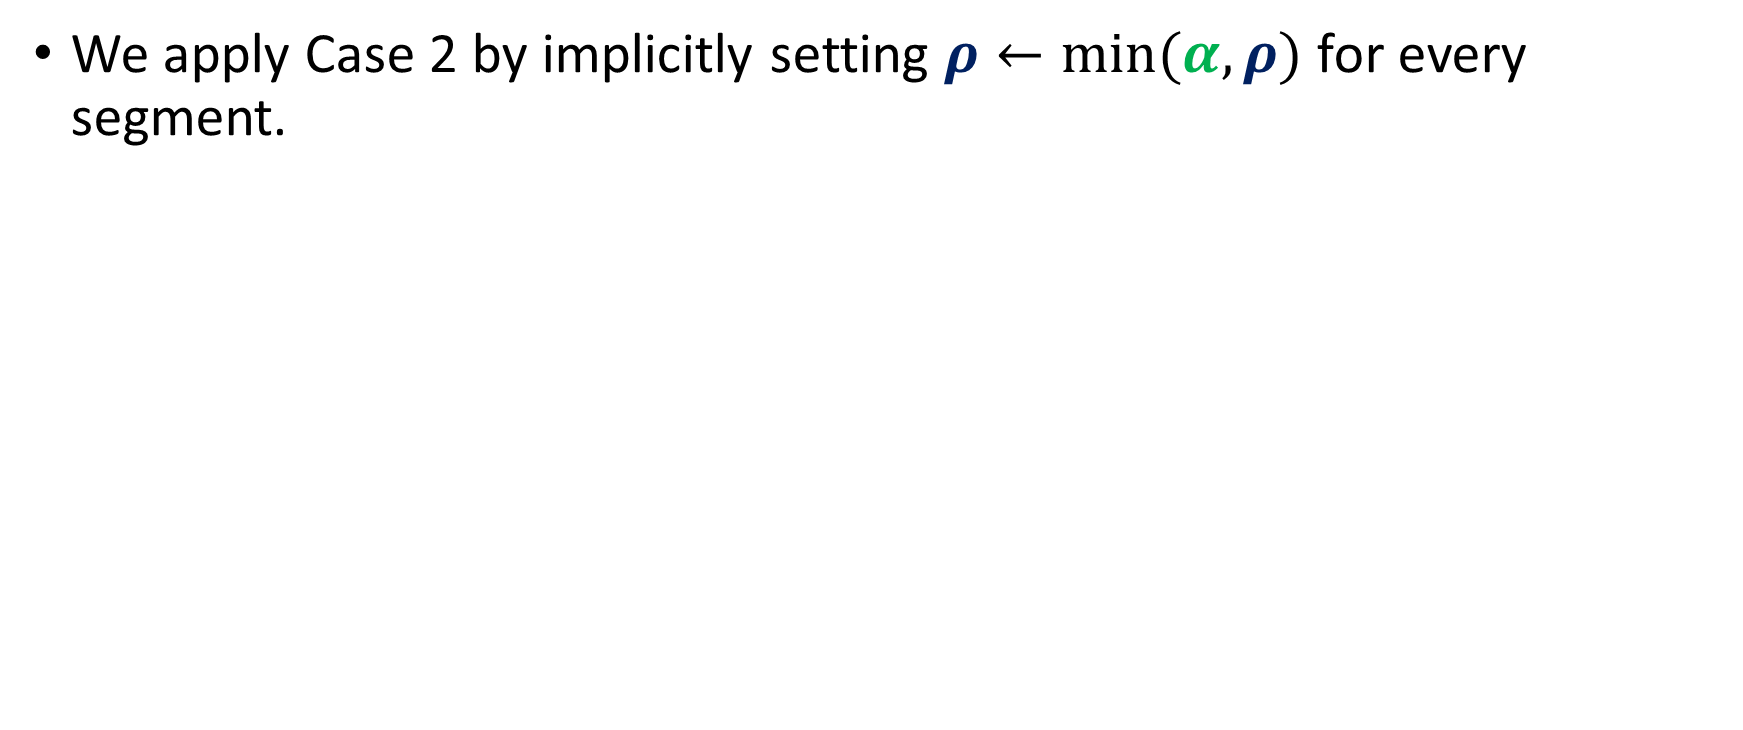 • We apply Case 2 by implicitly setting ρ ← min(α, ρ) for every
segment.